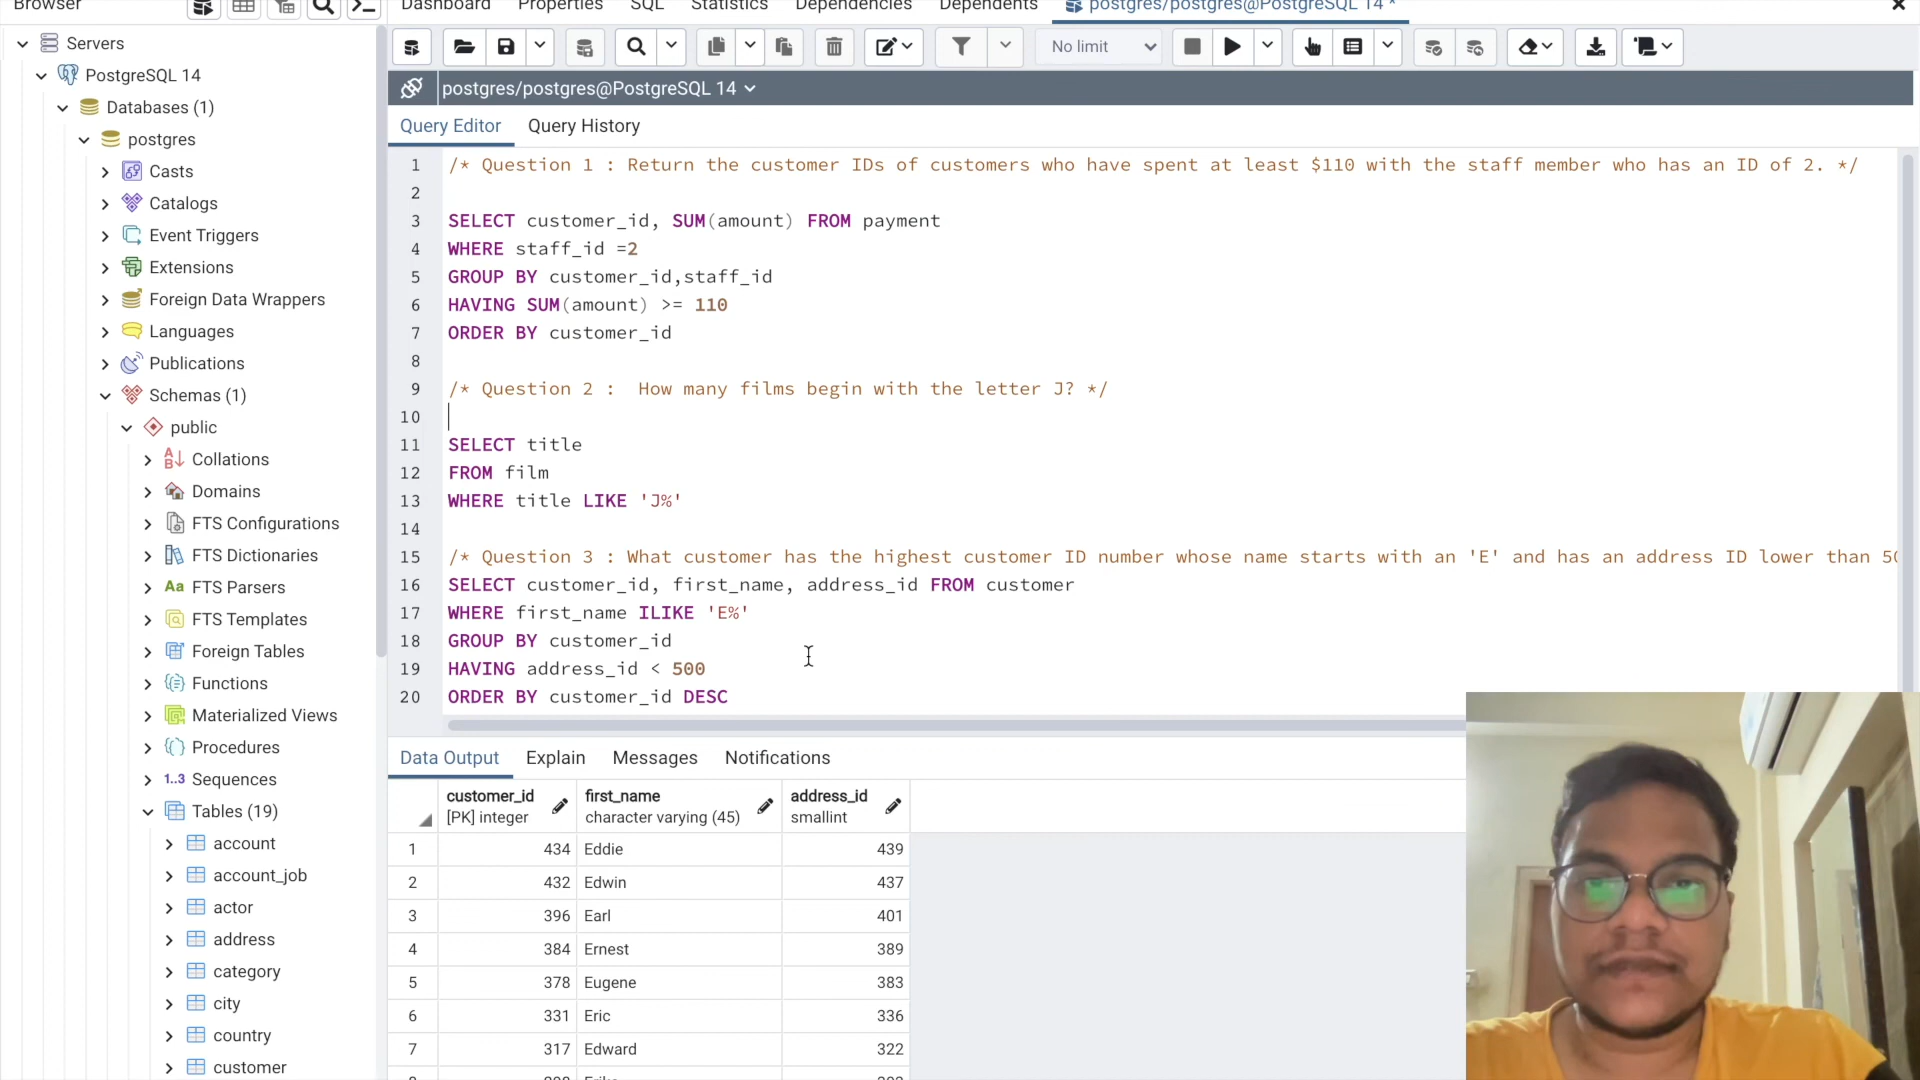 Browser
Dashboard Properties SQL Statistics Dependencies Dependents postgres/postgres@PostgreSQL 14 *
No limit
postgres/postgres@PostgreSQL 14
Query Editor Query History
Servers
PostgreSQL 14
Databases (1)
postgres
Casts
Catalogs
Event Triggers
Extensions
Foreign Data Wrappers
Languages
Publications
Schemas (1)
public
Collations
Domains
FTS Configurations
FTS Dictionaries
Aa FTS Parsers
FTS Templates
Foreign Tables
Functions
Materialized Views
Procedures
1..3 Sequences
Tables (19)
account
account_job
actor
address
category
city
country
customer
1 /* Question 1 : Return the customer IDs of customers who have spent at least $110 with the staff member who has an ID of 2. */
2
3 SELECT customer_id, SUM(amount) FROM payment
4 WHERE staff_id =2
5 GROUP BY customer_id,staff_id
6 HAVING SUM(amount) >= 110
7 ORDER BY customer_id
8
9 /* Question 2 :  How many films begin with the letter J? */
10
11 SELECT title
12 FROM film
13 WHERE title LIKE 'J%'
14
15 /* Question 3 : What customer has the highest customer ID number whose name starts with an 'E' and has an address ID lower than 50
16 SELECT customer_id, first_name, address_id FROM customer
17 WHERE first_name ILIKE 'E%'
18 GROUP BY customer_id
19 HAVING address_id < 500
20 ORDER BY customer_id DESC
Data Output Explain Messages Notifications
customer_id first_name address_id
[PK] integer character varying (45) smallint
1 434 Eddie 439
2 432 Edwin 437
3 396 Earl 401
4 384 Ernest 389
5 378 Eugene 383
6 331 Eric 336
7 317 Edward 322